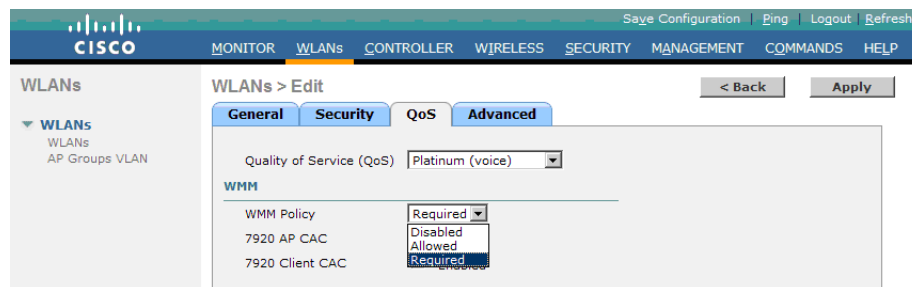 Save Configuration | Ping | Logout | Refresh
CISCO
MONITOR WLANs CONTROLLER WIRELESS SECURITY MANAGEMENT COMMANDS HELP
WLANs
WLANs > Edit
< Back
Apply
General Security QoS Advanced
WLANs
WLANs
AP Groups VLAN
Quality of Service (QoS) Platinum (voice)
WMM
WMM Policy Required
Disabled
7920 AP CAC
Allowed
Required
7920 Client CAC